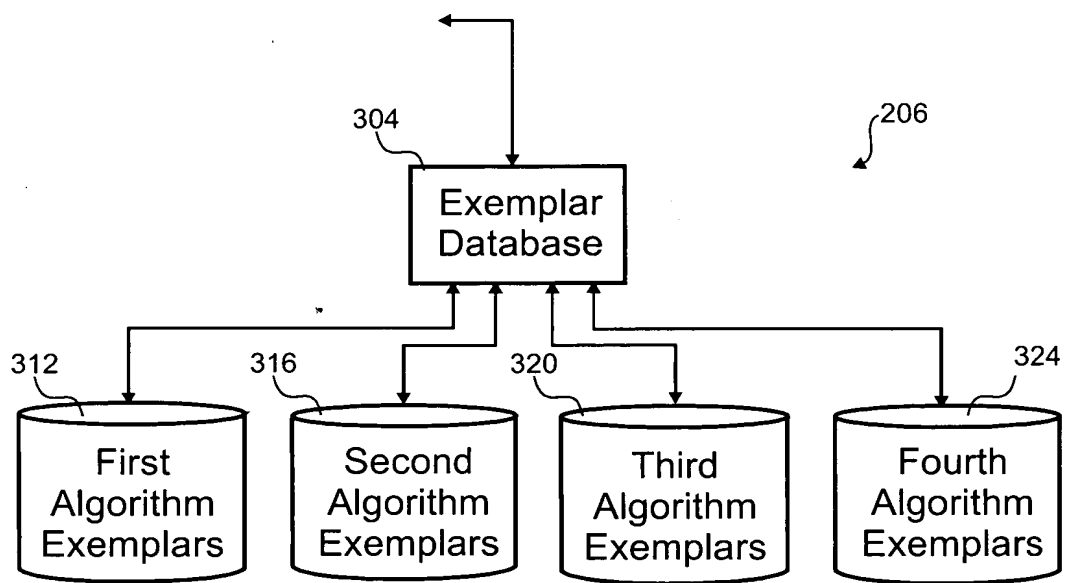 206
304
Exemplar
Database
312
316
320
324
First
Algorithm
Exemplars
Second
Algorithm
Exemplars
Third
Algorithm
Exemplars
Fourth
Algorithm
Exemplars